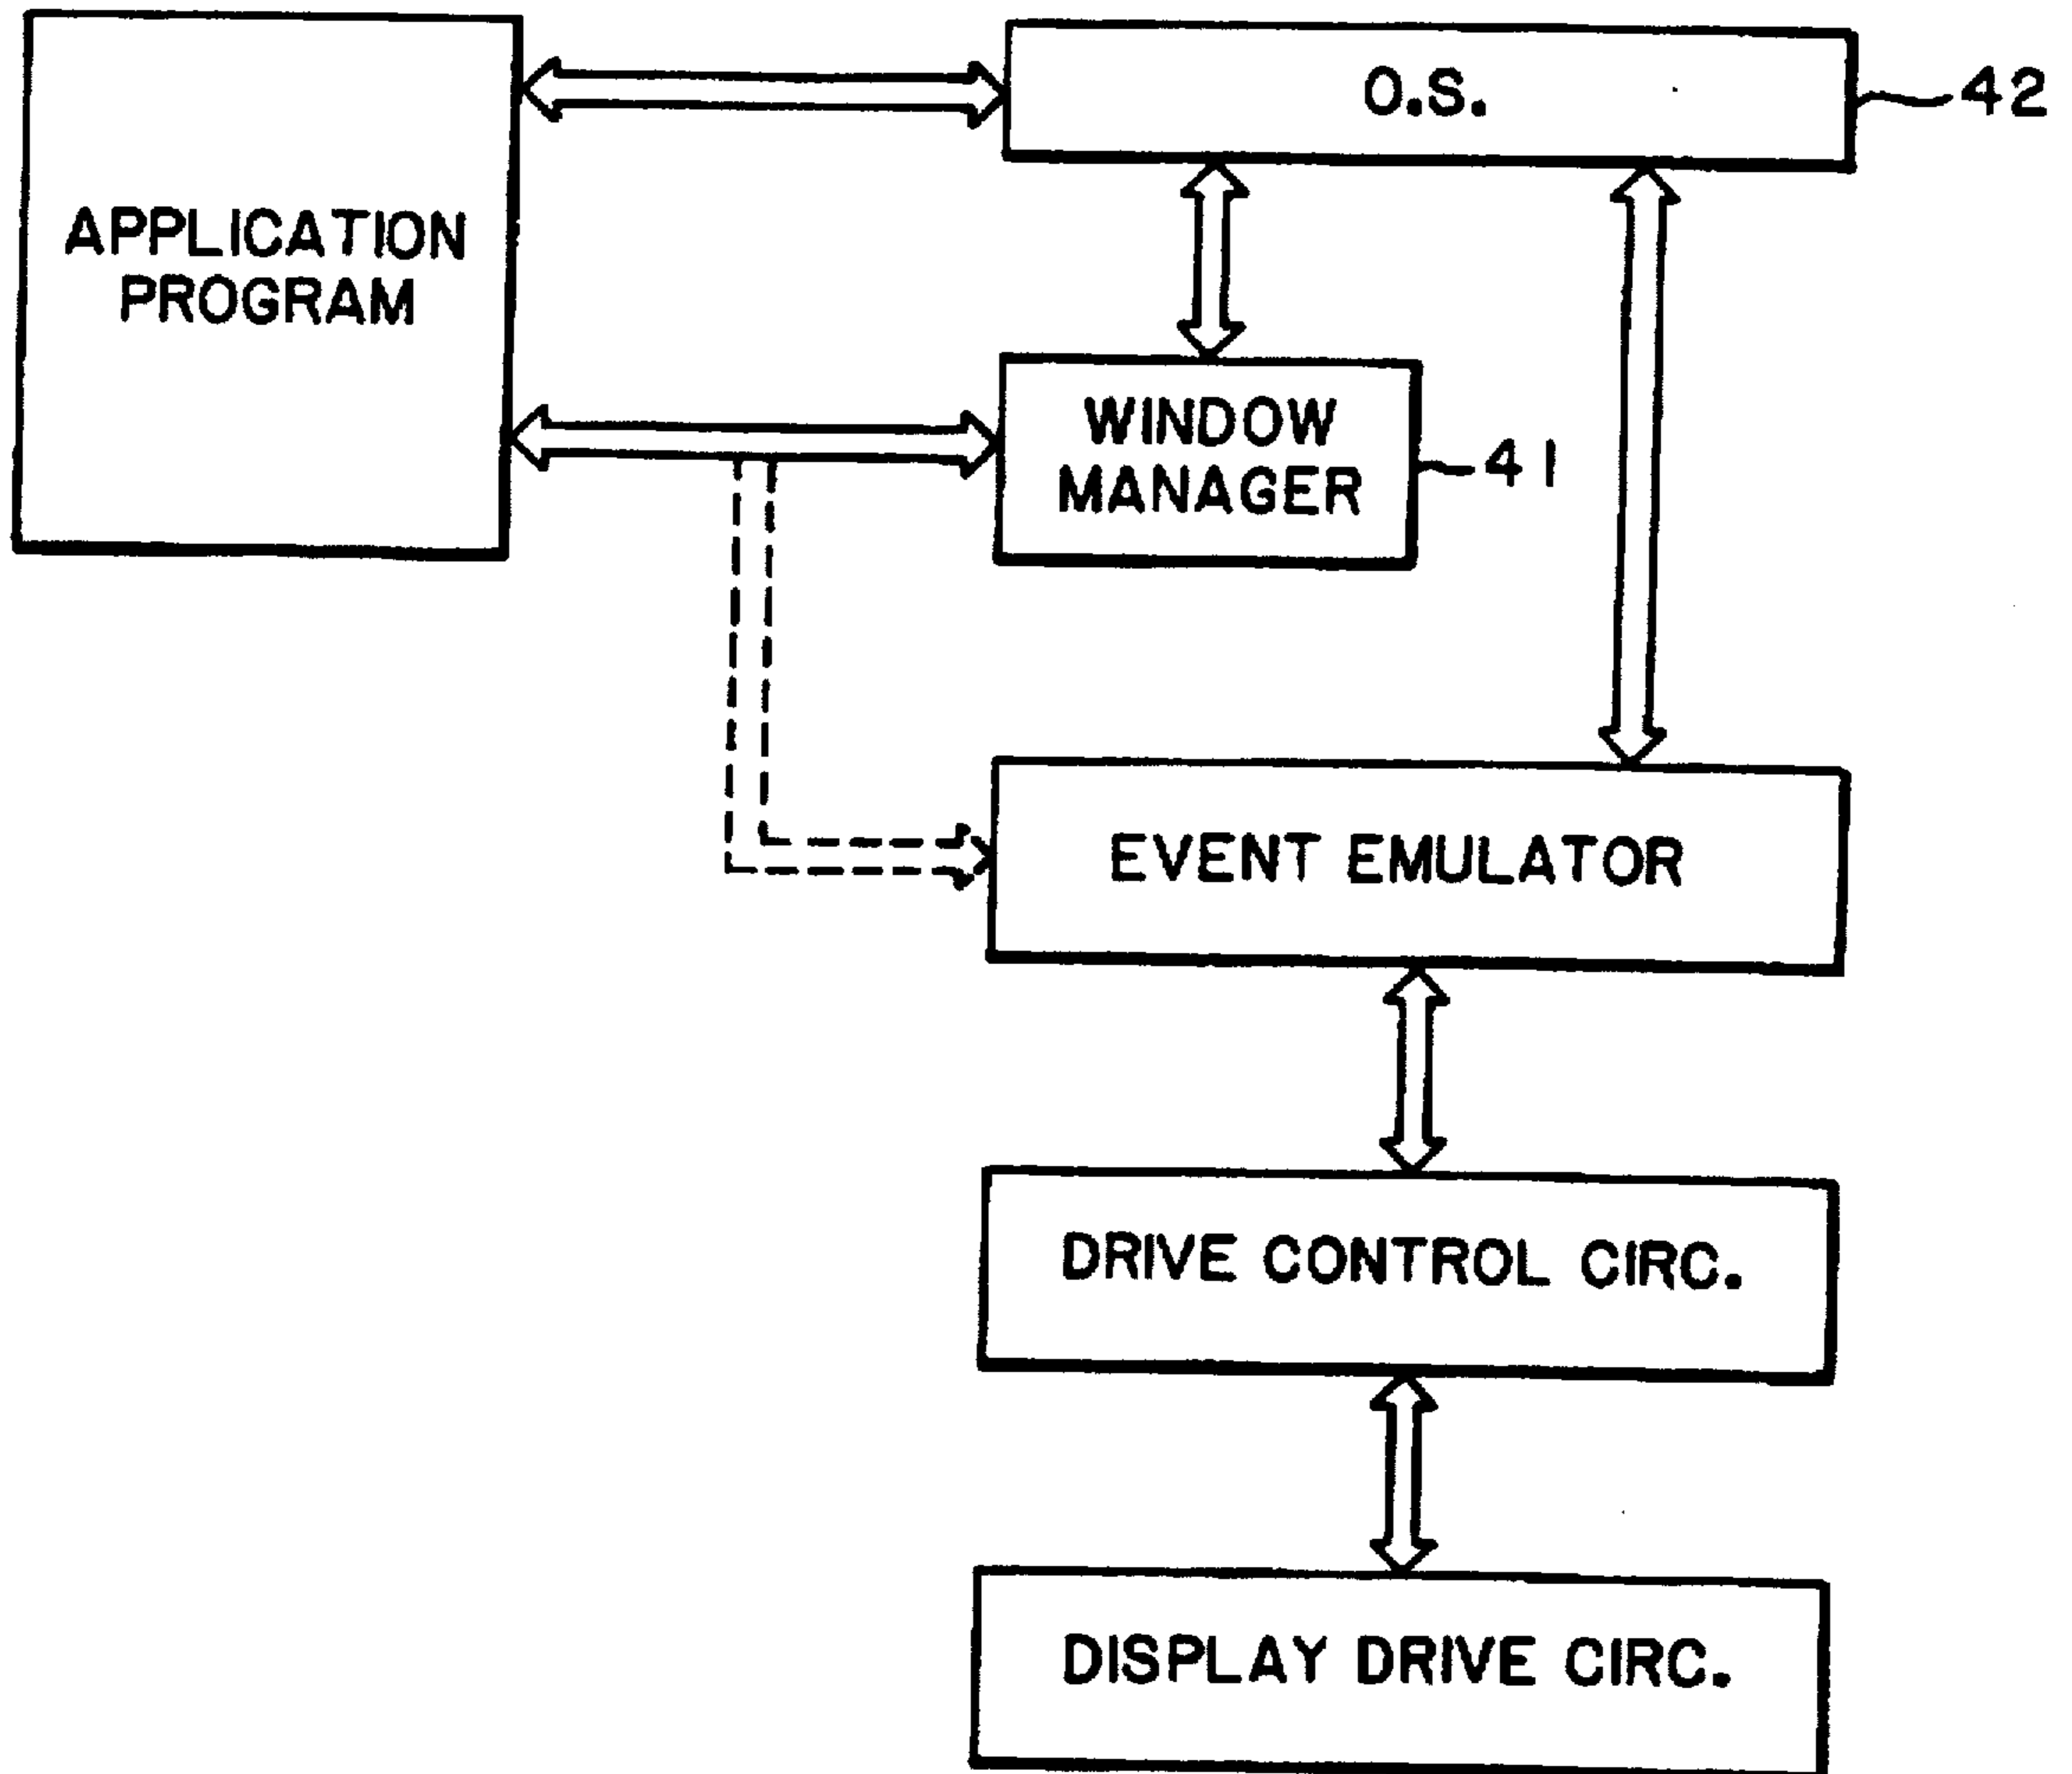 O.S.
42
APPLICATION
PROGRAM
WINDOW
MANAGER
41
EVENT EMULATOR
DRIVE CONTROL CIRC.
DISPLAY DRIVE CIRC.